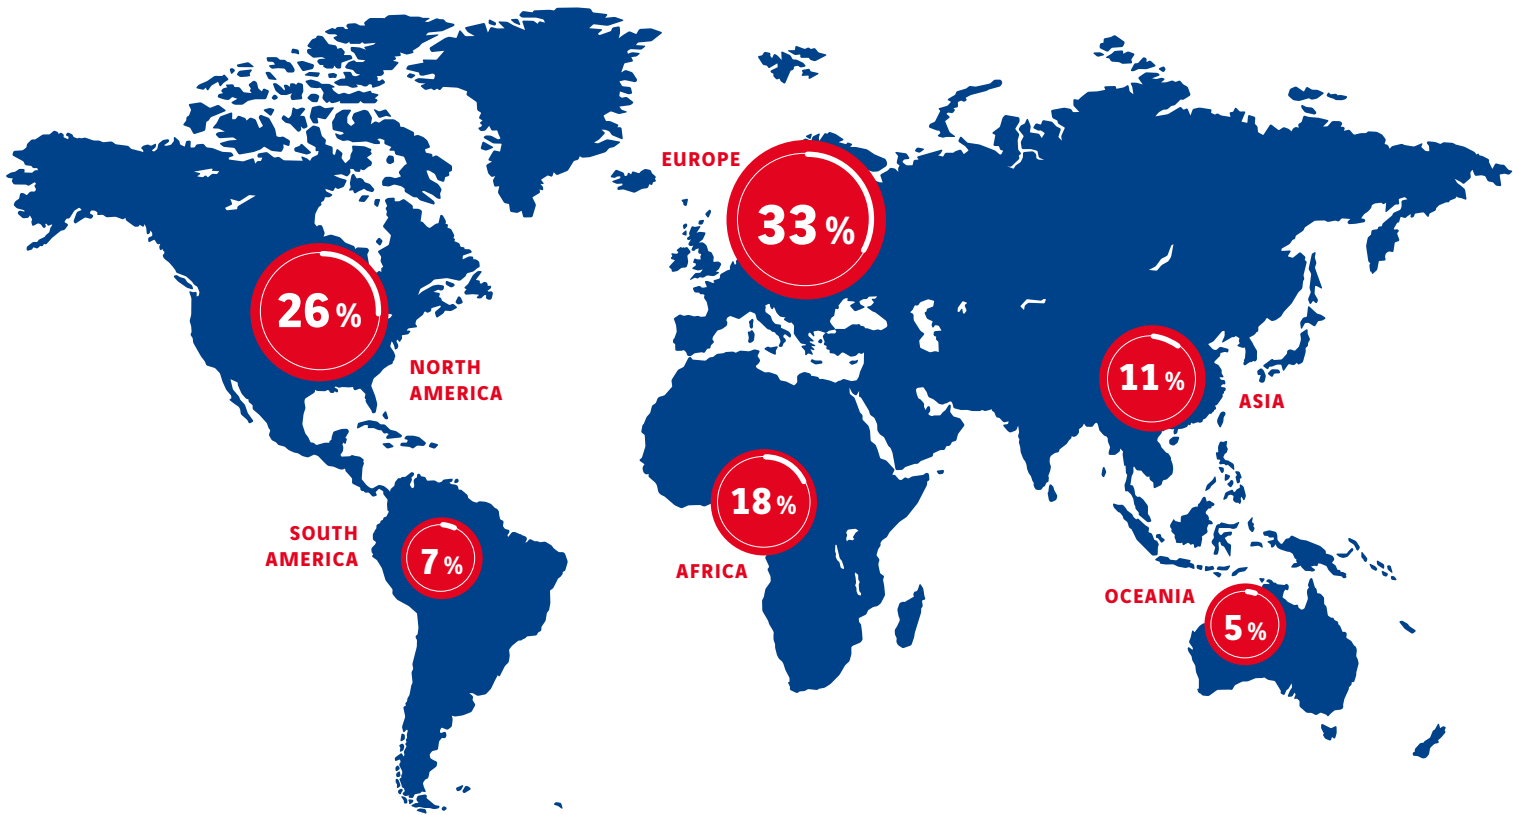 EUROPE
33 %
26 %
NORTH
AMERICA
11 %
ASIA
18 %
AFRICA
SOUTH
AMERICA
7 %
OCEANIA
5 %